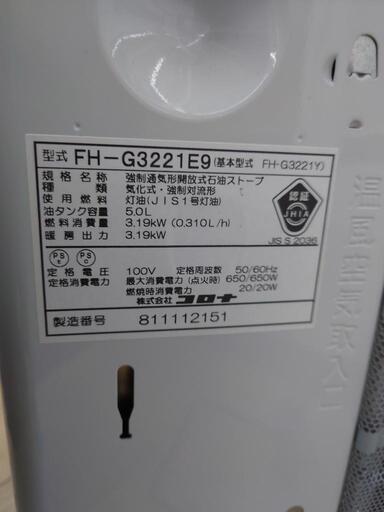 型式 FH-G3221E9(基本型式 FH-G3221Y)
規格名称 強制通気形開放式石油ストーブ
種類 気化式・強制対流形
使用燃料 灯油(JIS1号灯油)
油タンク容量 5.0L
燃料消費量 3.19kW (0.310L/h)
暖房出力 3.19kW
認証
JHIA
JIS S 2036
PS E
PS C
定格電圧 100V 定格周波数 50/60Hz
定格消費電力 最大消費電力(点火時) 650/650W
燃焼時消費電力 20/20W
株式会社 コロナ
製造番号 811112151